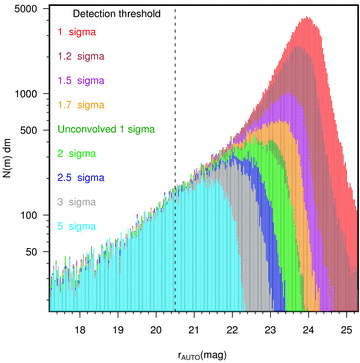 Detection threshold
1 sigma
1.2 sigma
1.5 sigma
1.7 sigma
Unconvolved 1 sigma
2 sigma
2.5 sigma
3 sigma
5 sigma
N(m) dm
5000
1000
500
100
50
18 19 20 21 22 23 24 25
rAUTO(mag)